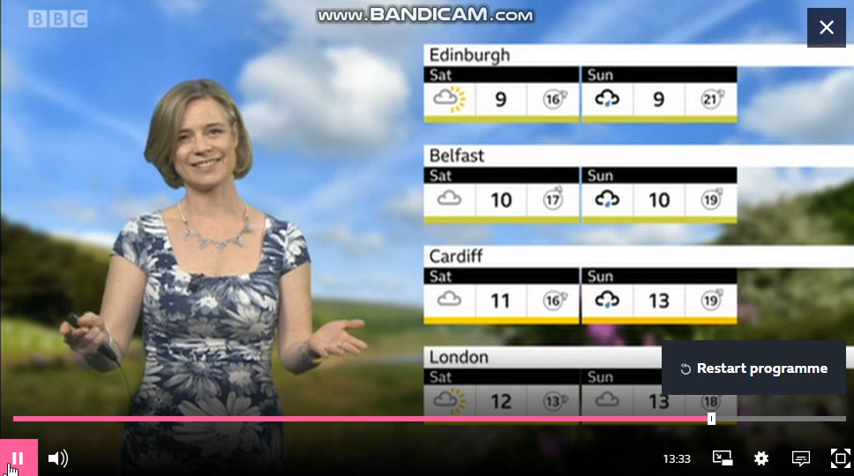 BBC
www.BANDICAM.com
Edinburgh
Sat Sun
9 16 9 21
Belfast
Sat Sun
10 17 10 19
Cardiff
Sat Sun
11 16 13 19
London
Restart programme
Sat Sun
12 13 13 18
13:33